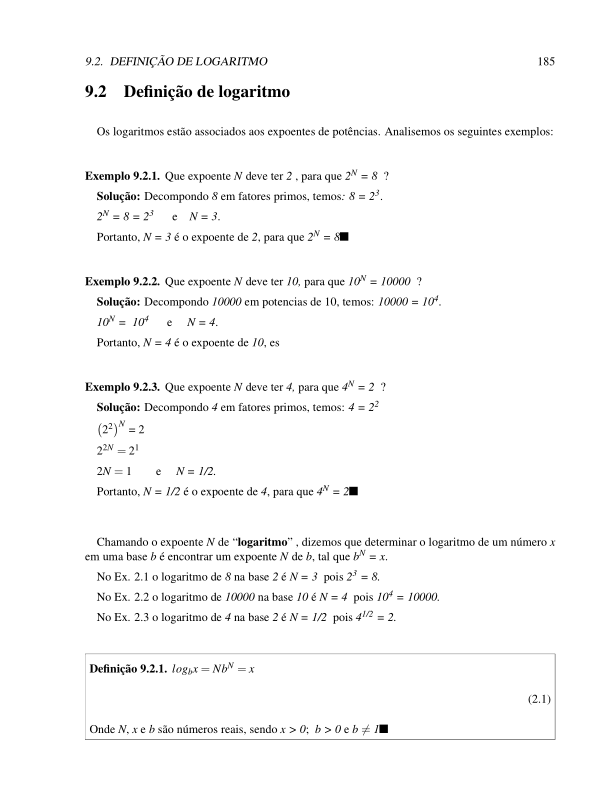 9.2. DEFINIÇÃO DE LOGARITMO 185
9.2 Definição de logaritmo
Os logaritmos estão associados aos expoentes de potências. Analisemos os seguintes exemplos:
Exemplo 9.2.1. Que expoente N deve ter 2 , para que 2^N = 8 ?
Solução: Decompondo 8 em fatores primos, temos: 8 = 2^3.
2^N = 8 = 2^3 e N = 3.
Portanto, N = 3 é o expoente de 2, para que 2^N = 8■
Exemplo 9.2.2. Que expoente N deve ter 10, para que 10^N = 10000 ?
Solução: Decompondo 10000 em potencias de 10, temos: 10000 = 10^4.
10^N = 10^4 e N = 4.
Portanto, N = 4 é o expoente de 10, es
Exemplo 9.2.3. Que expoente N deve ter 4, para que 4^N = 2 ?
Solução: Decompondo 4 em fatores primos, temos: 4 = 2^2
(2^2)^N = 2
2^{2N} = 2^1
2N = 1 e N = 1/2.
Portanto, N = 1/2 é o expoente de 4, para que 4^N = 2■
Chamando o expoente N de “logaritmo” , dizemos que determinar o logaritmo de um número x
em uma base b é encontrar um expoente N de b, tal que b^N = x.
No Ex. 2.1 o logaritmo de 8 na base 2 é N = 3 pois 2^3 = 8.
No Ex. 2.2 o logaritmo de 10000 na base 10 é N = 4 pois 10^4 = 10000.
No Ex. 2.3 o logaritmo de 4 na base 2 é N = 1/2 pois 4^{1/2} = 2.
Definição 9.2.1. log_b x = Nb^N = x
(2.1)
Onde N, x e b são números reais, sendo x > 0; b > 0 e b ≠ 1■